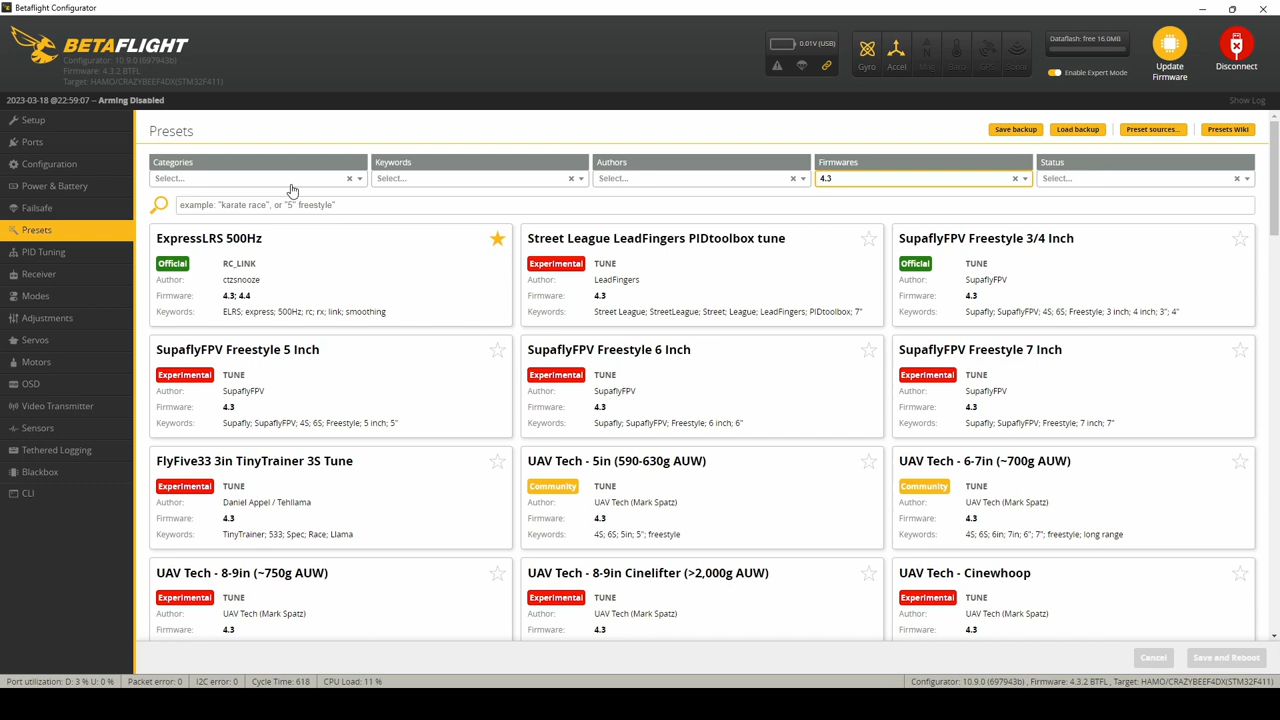 Betaflight Configurator
BETAFLIGHT
Configurator: 10.9.0 (697943b)
Firmware: 4.3.2 BTFL
Target: HAMO/CRAZYBEEF4DX(STM32F411)
0.01V (USB)
Gyro
Accel
Mag
Baro
GPS
Sonar
Dataflash: free 16.0MB
Enable Expert Mode
Update Firmware
Disconnect
2023-03-18 @22:59:07 -- Arming Disabled
Show Log
Setup
Ports
Configuration
Power & Battery
Failsafe
Presets
PID Tuning
Receiver
Modes
Adjustments
Servos
Motors
OSD
Video Transmitter
Sensors
Tethered Logging
Blackbox
CLI
Presets
Save backup
Load backup
Preset sources...
Presets Wiki
Categories
Keywords
Authors
Firmwares
Status
Select...
Select...
Select...
4.3
Select...
example: "karate race", or "5" freestyle"
ExpressLRS 500Hz
Official RC_LINK
Author: ctzsnooze
Firmware: 4.3; 4.4
Keywords: ELRS; express; 500Hz; rc; rx; link; smoothing
Street League LeadFingers PIDtoolbox tune
Experimental TUNE
Author: LeadFingers
Firmware: 4.3
Keywords: Street League; StreetLeague; Street; League; LeadFingers; PIDtoolbox; 7"
SupaflyFPV Freestyle 3/4 Inch
Official TUNE
Author: SupaflyFPV
Firmware: 4.3
Keywords: Supafly; SupaflyFPV; 4S; 6S; Freestyle; 3 inch; 4 inch; 3"; 4"
SupaflyFPV Freestyle 5 Inch
Experimental TUNE
Author: SupaflyFPV
Firmware: 4.3
Keywords: Supafly; SupaflyFPV; 4S; 6S; Freestyle; 5 inch; 5"
SupaflyFPV Freestyle 6 Inch
Experimental TUNE
Author: SupaflyFPV
Firmware: 4.3
Keywords: Supafly; SupaflyFPV; Freestyle; 6 inch; 6"
SupaflyFPV Freestyle 7 Inch
Experimental TUNE
Author: SupaflyFPV
Firmware: 4.3
Keywords: Supafly; SupaflyFPV; Freestyle; 7 inch; 7"
FlyFive33 3in TinyTrainer 3S Tune
Experimental TUNE
Author: Daniel Appel / Tehllama
Firmware: 4.3
Keywords: TinyTrainer; 533; Spec; Race; Llama
UAV Tech - 5in (590-630g AUW)
Community TUNE
Author: UAV Tech (Mark Spatz)
Firmware: 4.3
Keywords: 4S; 6S; 5in; 5"; freestyle
UAV Tech - 6-7in (~700g AUW)
Community TUNE
Author: UAV Tech (Mark Spatz)
Firmware: 4.3
Keywords: 4S; 6S; 6in; 7in; 6"; 7"; freestyle; long range
UAV Tech - 8-9in (~750g AUW)
Experimental TUNE
Author: UAV Tech (Mark Spatz)
Firmware: 4.3
UAV Tech - 8-9in Cinelifter (>2,000g AUW)
Experimental TUNE
Author: UAV Tech (Mark Spatz)
Firmware: 4.3
UAV Tech - Cinewhoop
Experimental TUNE
Author: UAV Tech (Mark Spatz)
Firmware: 4.3
Cancel
Save and Reboot
Port utilization: D: 3 % U: 0 %
Packet error: 0
I2C error: 0
Cycle Time: 618
CPU Load: 11 %
Configurator: 10.9.0 (697943b) , Firmware: 4.3.2 BTFL , Target: HAMO/CRAZYBEEF4DX(STM32F411)